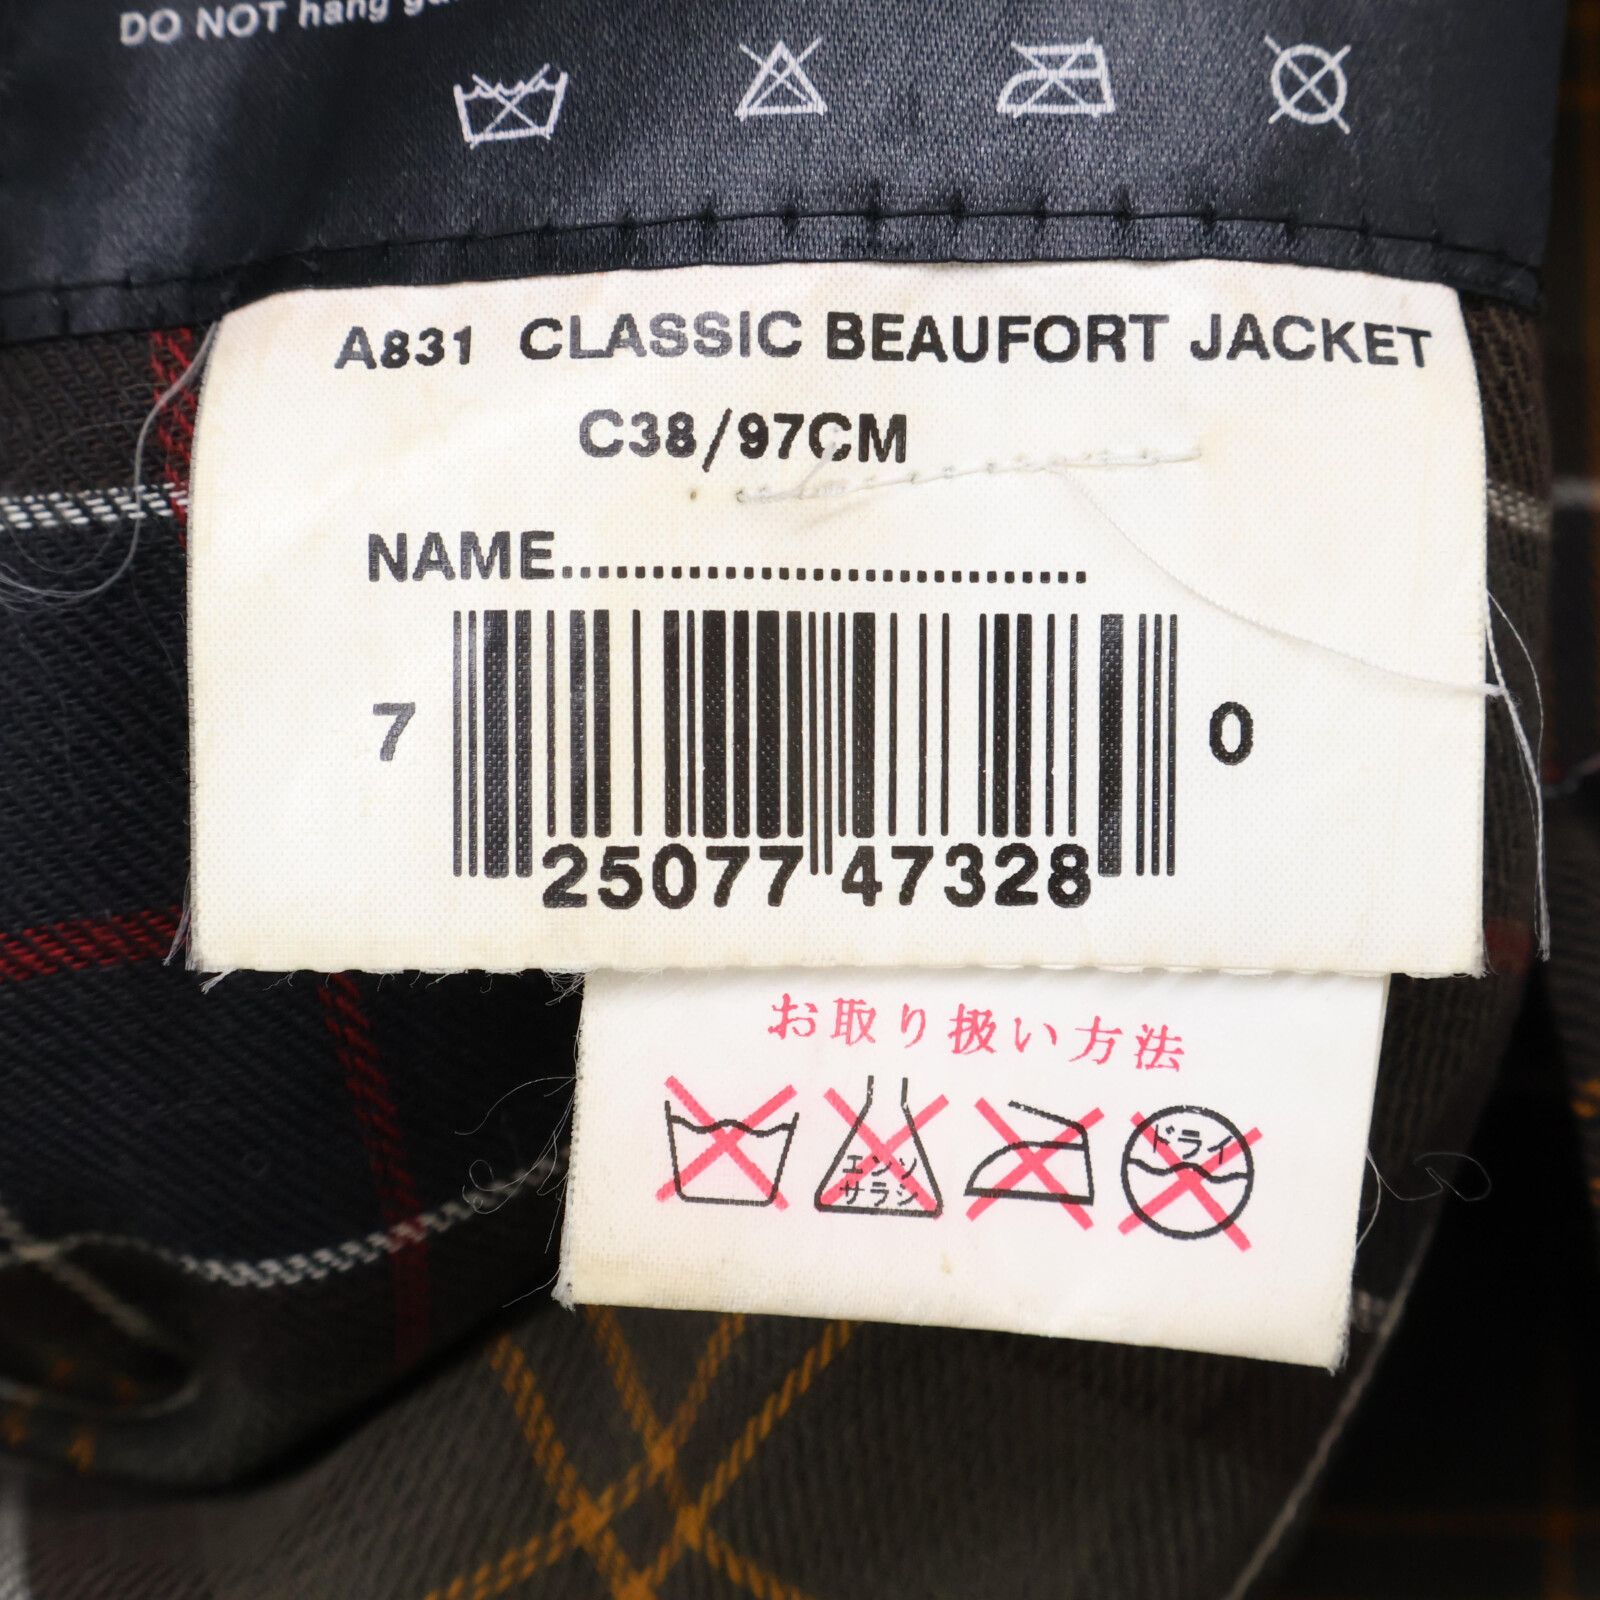 DO NOT hang
A831 CLASSIC BEAUFORT JACKET
C38/97CM
NAME..............................
7 25077 47328 0
お取り扱い方法
エンソ
サラシ
ドライ